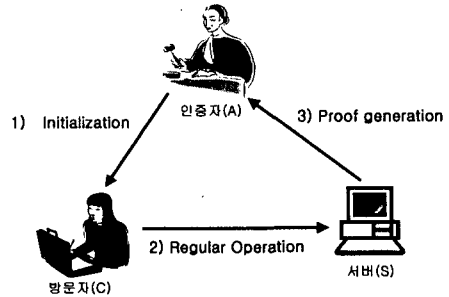 인증자(A)
1) Initialization
3) Proof generation
2) Regular Operation
방문자(C)
서버(S)